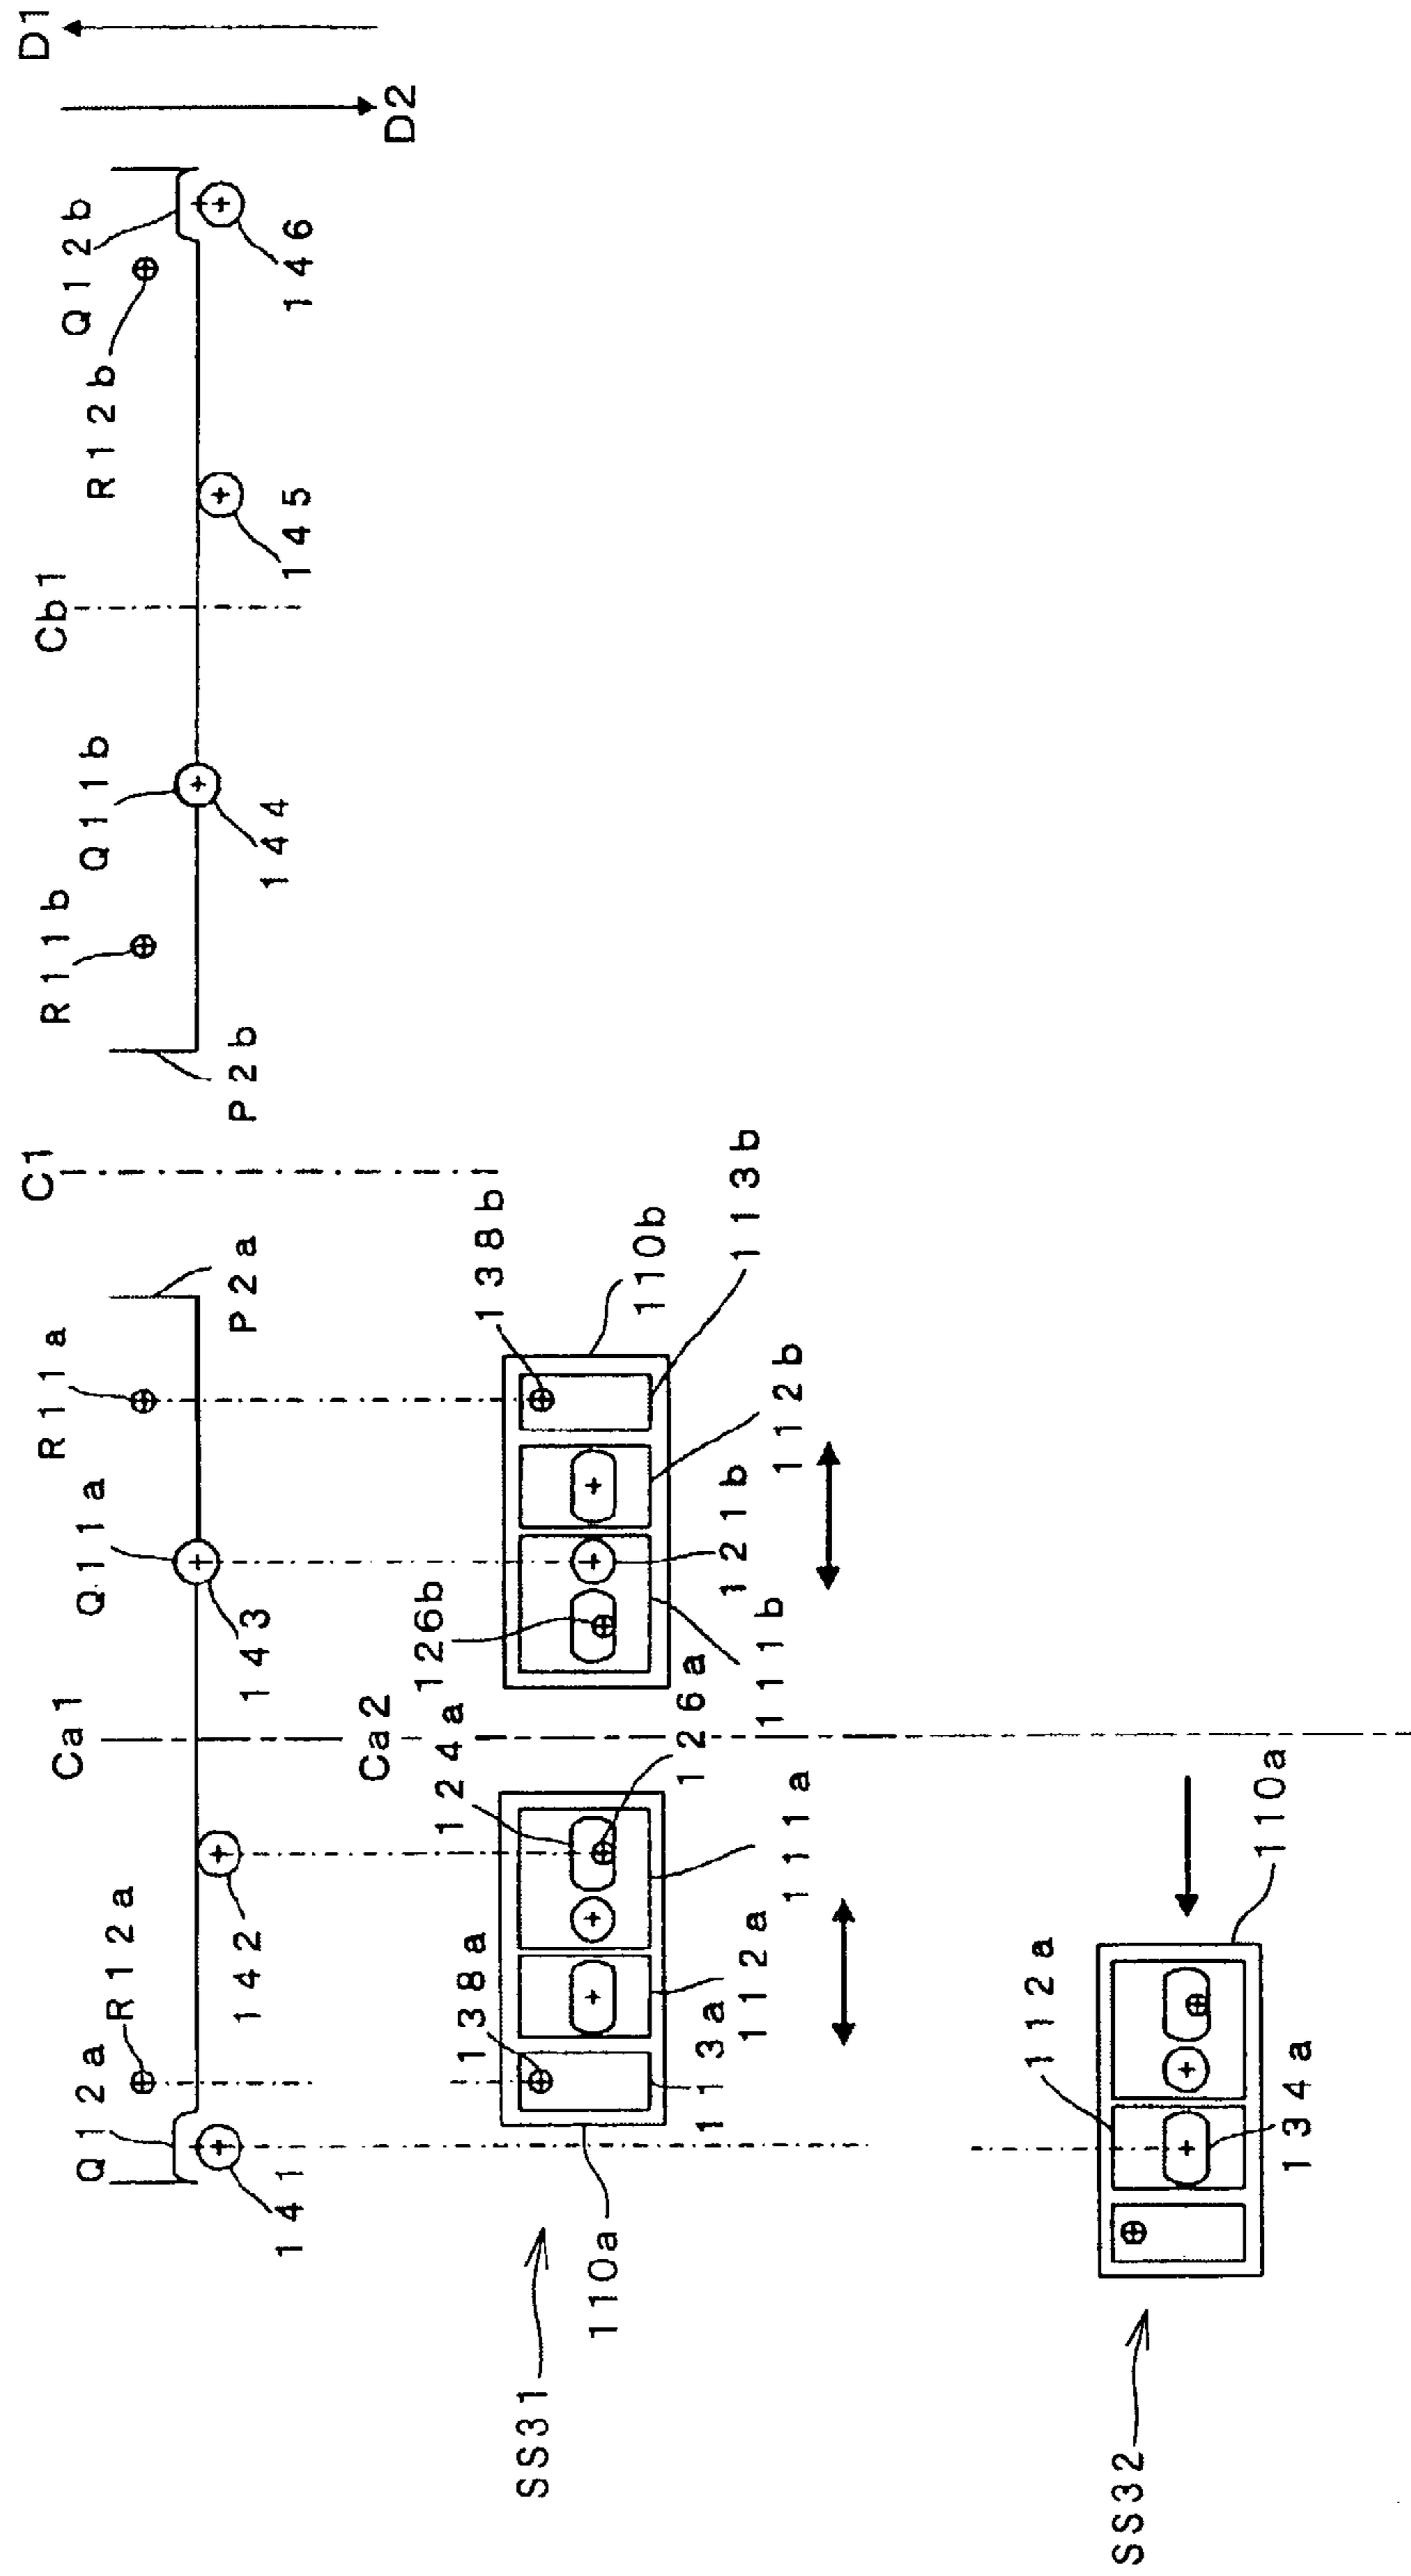 D1
D2
Q12b
R12b
146
145
Cb1
Q11b
144
R11b
P2b
C1
P2a
R11a
Q11a
143
Ca1
142
R12a
Q12a
141
138b
110b
113b
112b
121b
111b
126b
Ca2
124a
126a
111a
112a
138a
113a
110a
SS31
110a
112a
134a
SS32